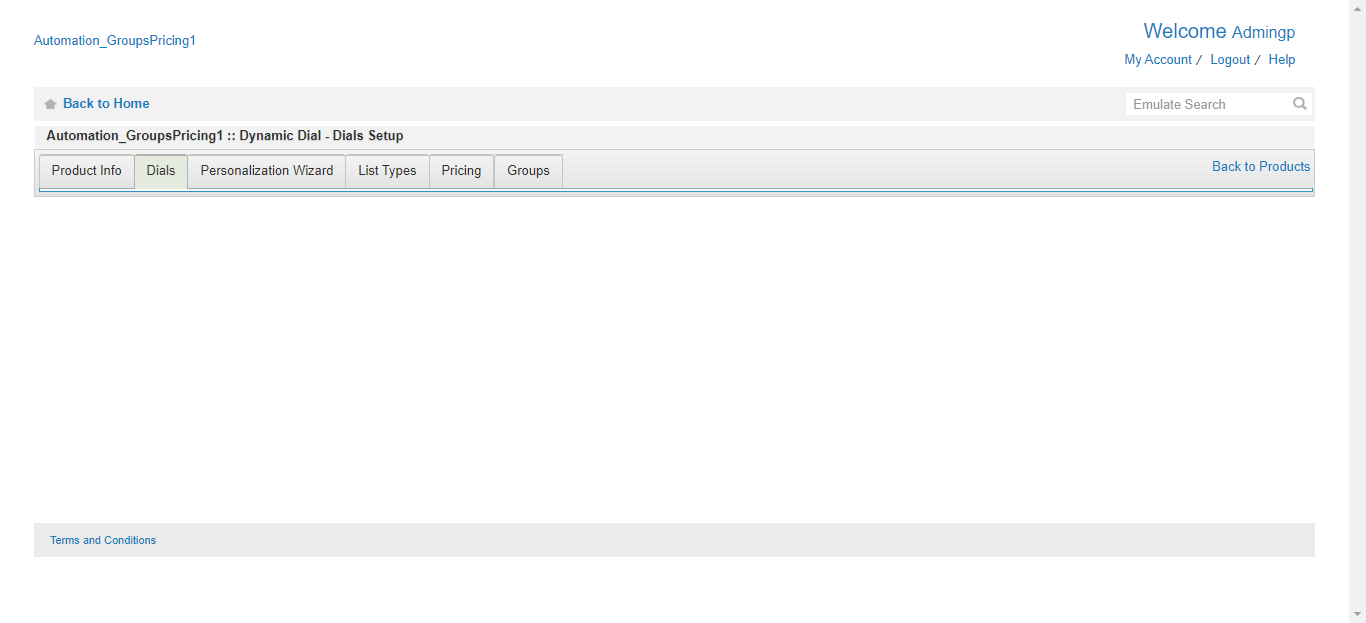 Automation_GroupsPricing1
Welcome Admingp
My Account / Logout / Help
Back to Home
Emulate Search
Automation_GroupsPricing1 :: Dynamic Dial - Dials Setup
Product Info Dials Personalization Wizard List Types Pricing Groups Back to Products
Terms and Conditions